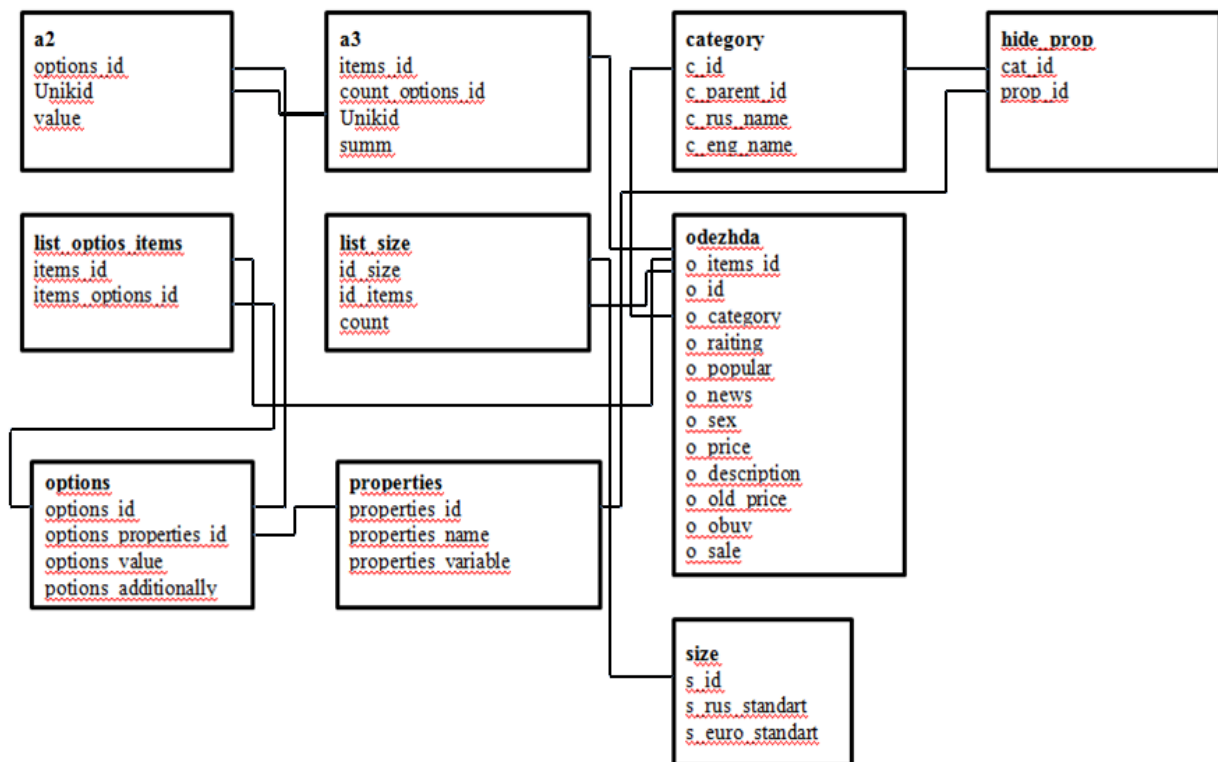 a2
options_id
Unikid
value
a3
items_id
count_options_id
Unikid
summ
category
c_id
c_parent_id
c_rus_name
c_eng_name
hide_prop
cat_id
prop_id
list_optios_items
items_id
items_options_id
list_size
id_size
id_items
count
odezhda
o_items_id
o_id
o_category
o_raiting
o_popular
o_news
o_sex
o_price
o_description
o_old_price
o_obuv
o_sale
options
options_id
options_properties_id
options_value
potions_additionally
properties
properties_id
properties_name
properties_variable
size
s_id
s_rus_standart
s_euro_standart